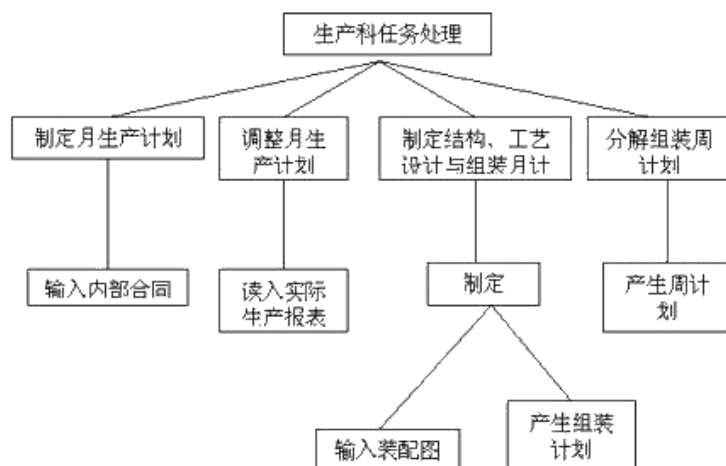 生产科任务处理
制定月生产计划
调整月生
产计划
制定结构、工艺
设计与组装月计
分解组装周
计划
输入内部合同
读入实际
生产报表
制定
产生周计
划
输入装配图
产生组装
计划